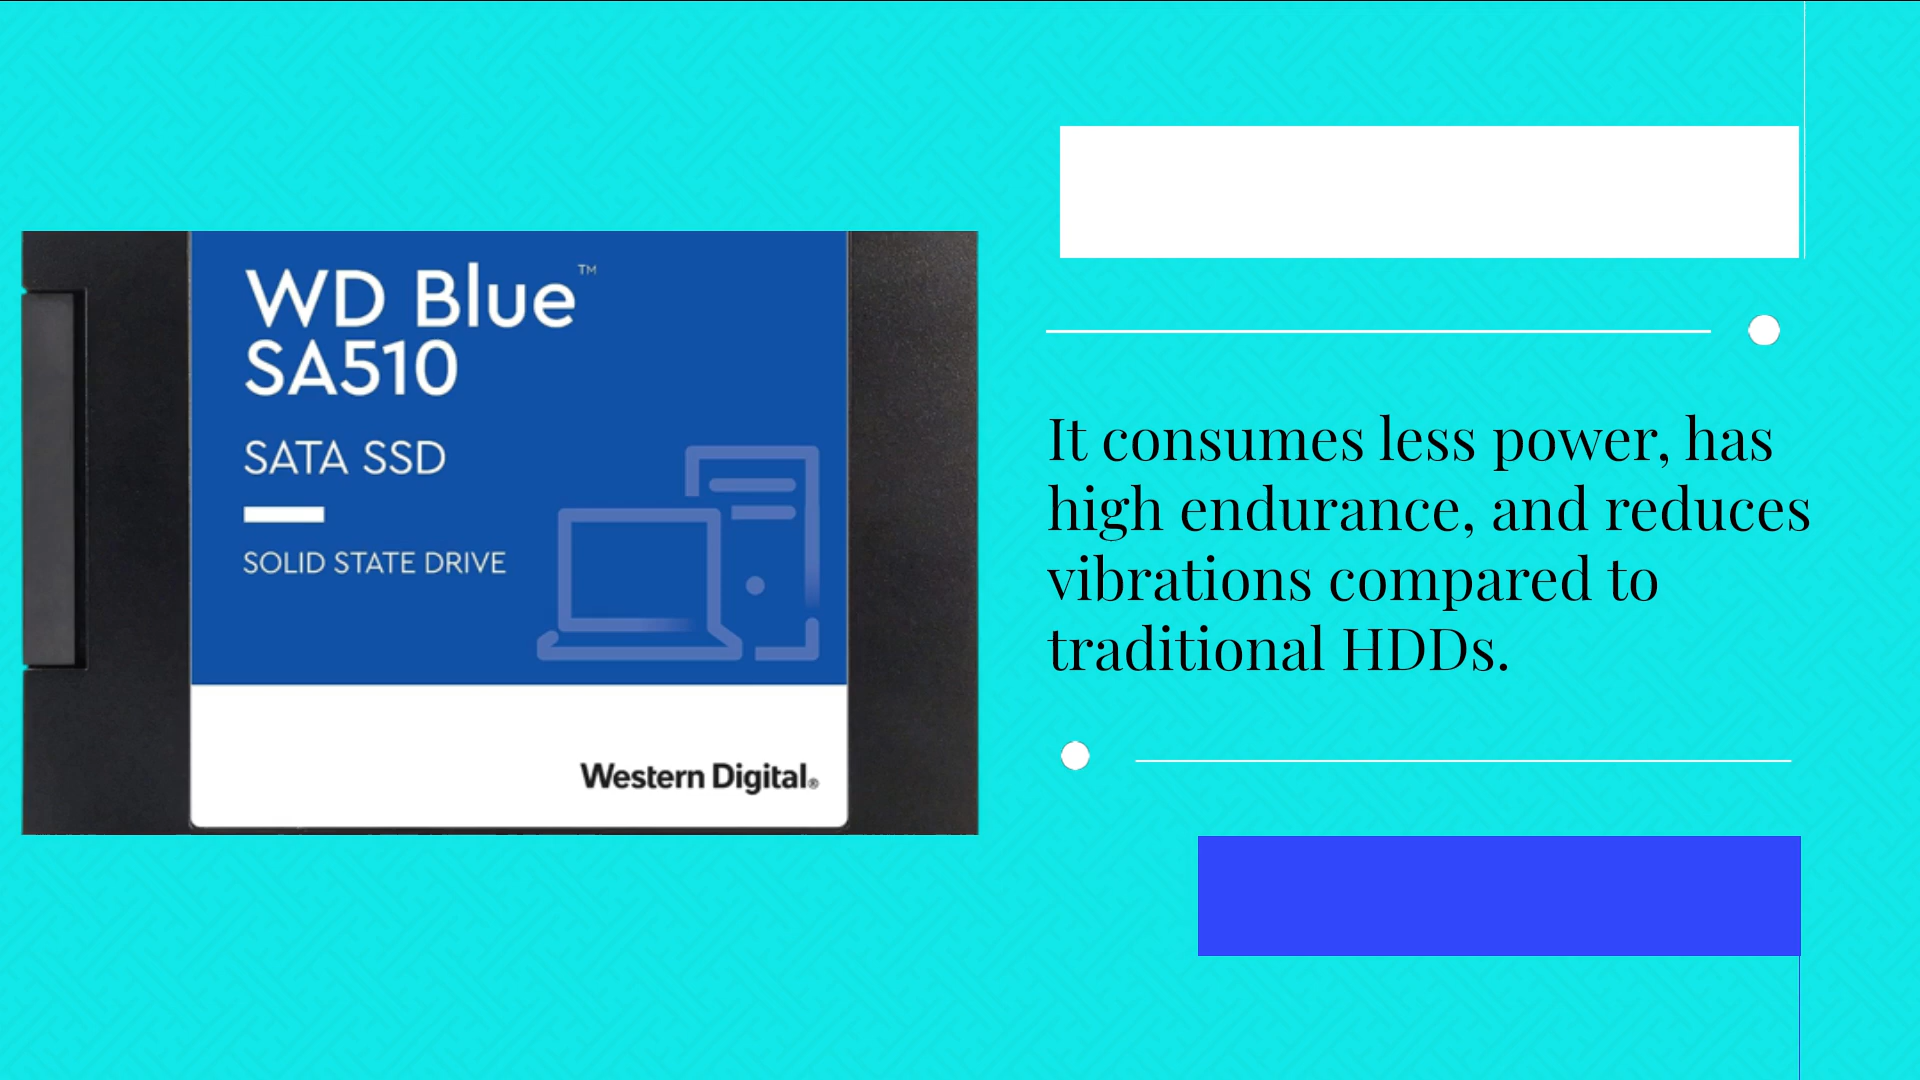 WD Blue™
SA510
SATA SSD
SOLID STATE DRIVE
Western Digital®
It consumes less power, has
high endurance, and reduces
vibrations compared to
traditional HDDs.